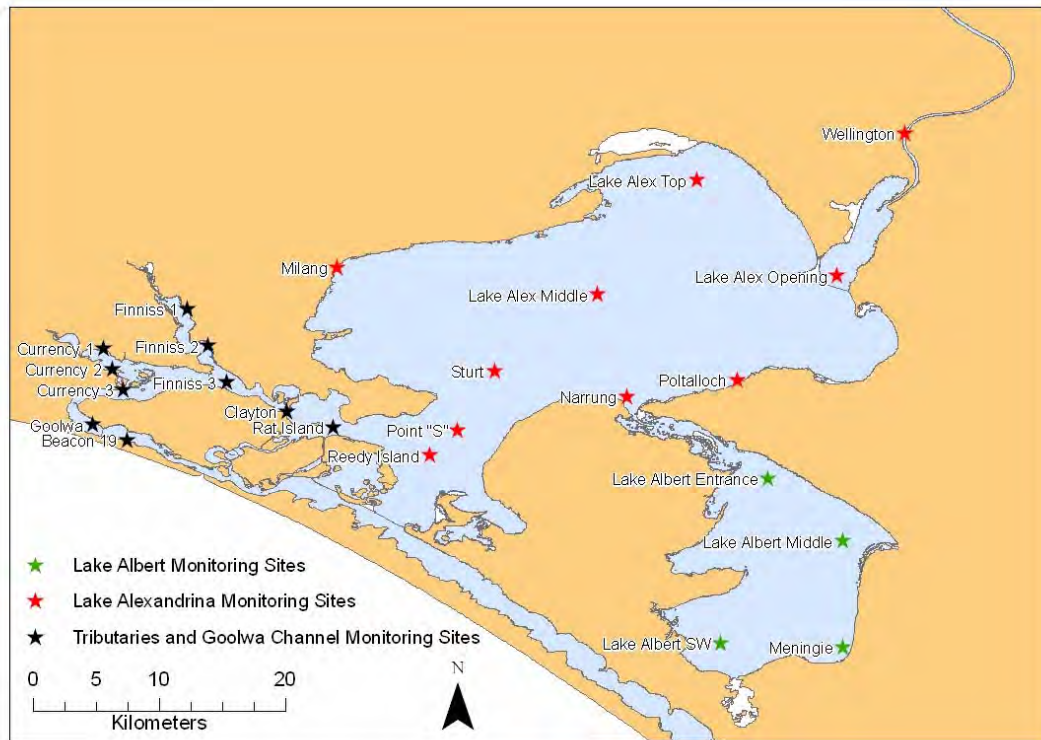 Wellington
Lake Alex Top
Milang
Lake Alex Opening
Lake Alex Middle
Finniss 1
Currency 1
Finniss 2
Currency 2
Sturt
Poltalloch
Finniss 3
Currency 3
Narrung
Clayton
Goolwa
Rat Island
Point "S"
Beacon 19
Reedy Island
Lake Albert Entrance
Lake Albert Middle
Lake Albert SW
Meningie
Lake Albert Monitoring Sites
Lake Alexandrina Monitoring Sites
Tributaries and Goolwa Channel Monitoring Sites
N
0 5 10 20
Kilometers